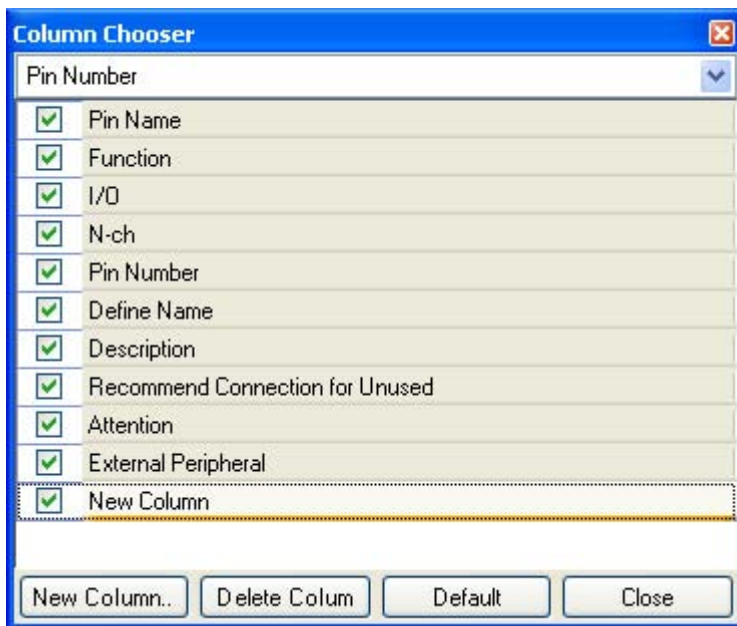 Column Chooser
Pin Number
Pin Name
Function
I/O
N-ch
Pin Number
Define Name
Description
Recommend Connection for Unused
Attention
External Peripheral
New Column
New Column.. Delete Colum Default Close